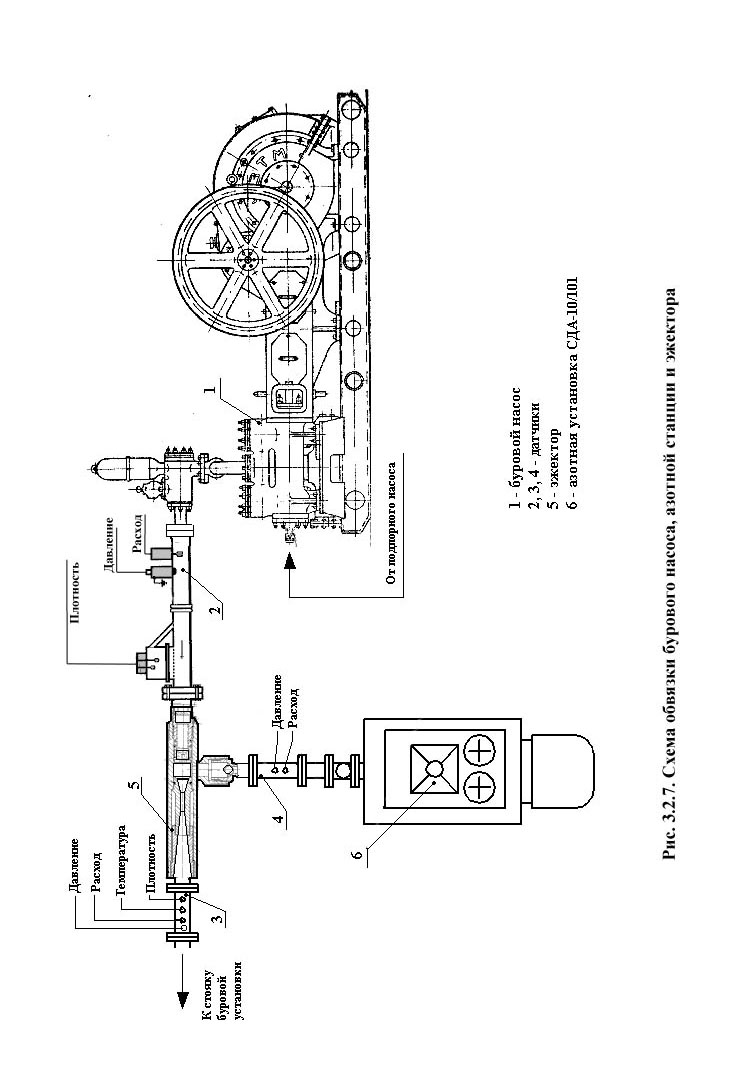 Давление
Расход
Температура
Плотность
3
К стояку
буровой
установки
5
Плотность
Давление
Расход
2
1
От подпорного насоса
Давление
Расход
4
6
1 - буровой насос
2, 3, 4 - датчики
5 - эжектор
6 - азотная установка СДА-10/101
Рис. 3.2.7. Схема обвязки бурового насоса, азотной станции и эжектора